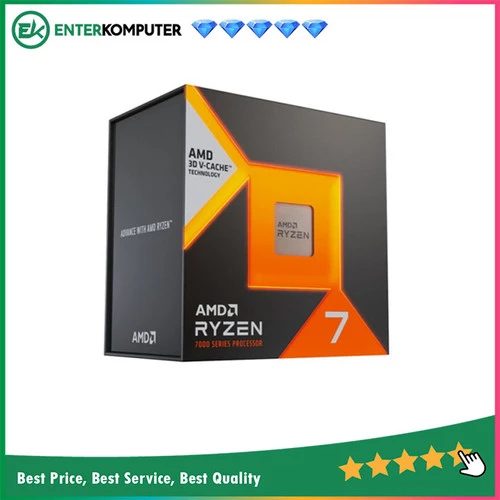 EK ENTERKOMPUTER
AMD
3D V-CACHE™
TECHNOLOGY
ADVANCE WITH AMD RYZEN™
AMD
AMD
RYZEN
AMD
RYZEN
7000 SERIES PROCESSOR
7
Best Price, Best Service, Best Quality